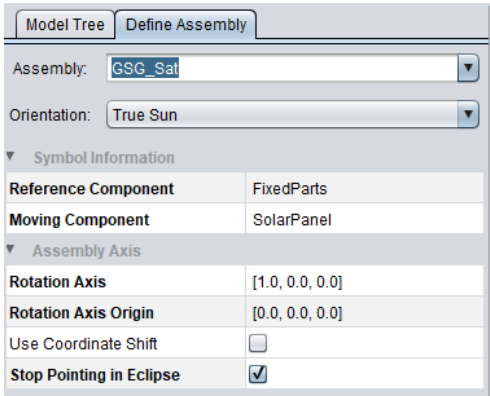 Model Tree Define Assembly
Assembly: GSG_Sat
Orientation: True Sun
Symbol Information
Reference Component FixedParts
Moving Component SolarPanel
Assembly Axis
Rotation Axis [1.0, 0.0, 0.0]
Rotation Axis Origin [0.0, 0.0, 0.0]
Use Coordinate Shift
Stop Pointing in Eclipse